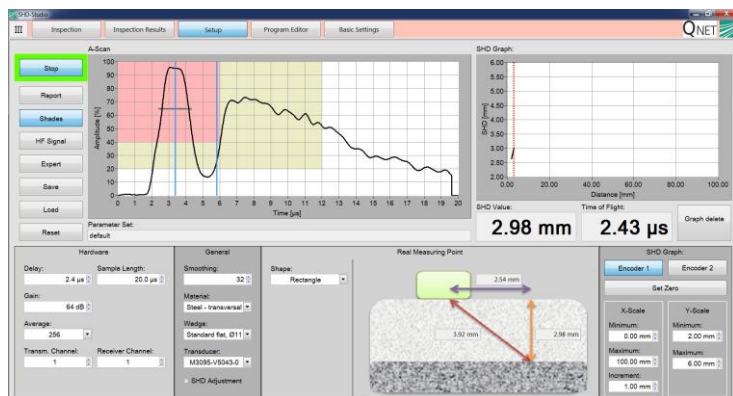 SHD-Studio
Inspection
Inspection Results
Setup
Program Editor
Basic Settings
QNET
A-Scan
SHD Graph:
Stop
Report
Shades
HF Signal
Expert
Save
Load
Reset
Amplitude [%]
100
90
80
70
60
50
40
30
20
10
0
0 1 2 3 4 5 6 7 8 9 10 11 12 13 14 15 16 17 18 19 20
Time [µs]
SHD [mm]
6.00
5.50
5.00
4.50
4.00
3.50
3.00
2.50
2.00
0.00 20.00 40.00 60.00 80.00 100.00
Distance [mm]
Parameter Set:
default
SHD Value:
2.98 mm
Time of Flight:
2.43 µs
Graph delete
Hardware
Delay:
2.4 µs
Sample Length:
20.0 µs
Gain:
64 dB
Average:
256
Transm. Channel:
1
Receiver Channel:
1
General
Smoothing:
32
Material:
Steel - transversal
Wedge:
Standard flat, Ø11
Transducer:
M3095-V5043-0
SHD Adjustment
Real Measuring Point
Shape:
Rectangle
2.54 mm
3.92 mm
2.98 mm
SHD Graph:
Encoder 1
Encoder 2
Set Zero
X-Scale
Minimum:
0.00 mm
Maximum:
100.00 mm
Increment:
1.00 mm
Y-Scale
Minimum:
2.00 mm
Maximum:
6.00 mm